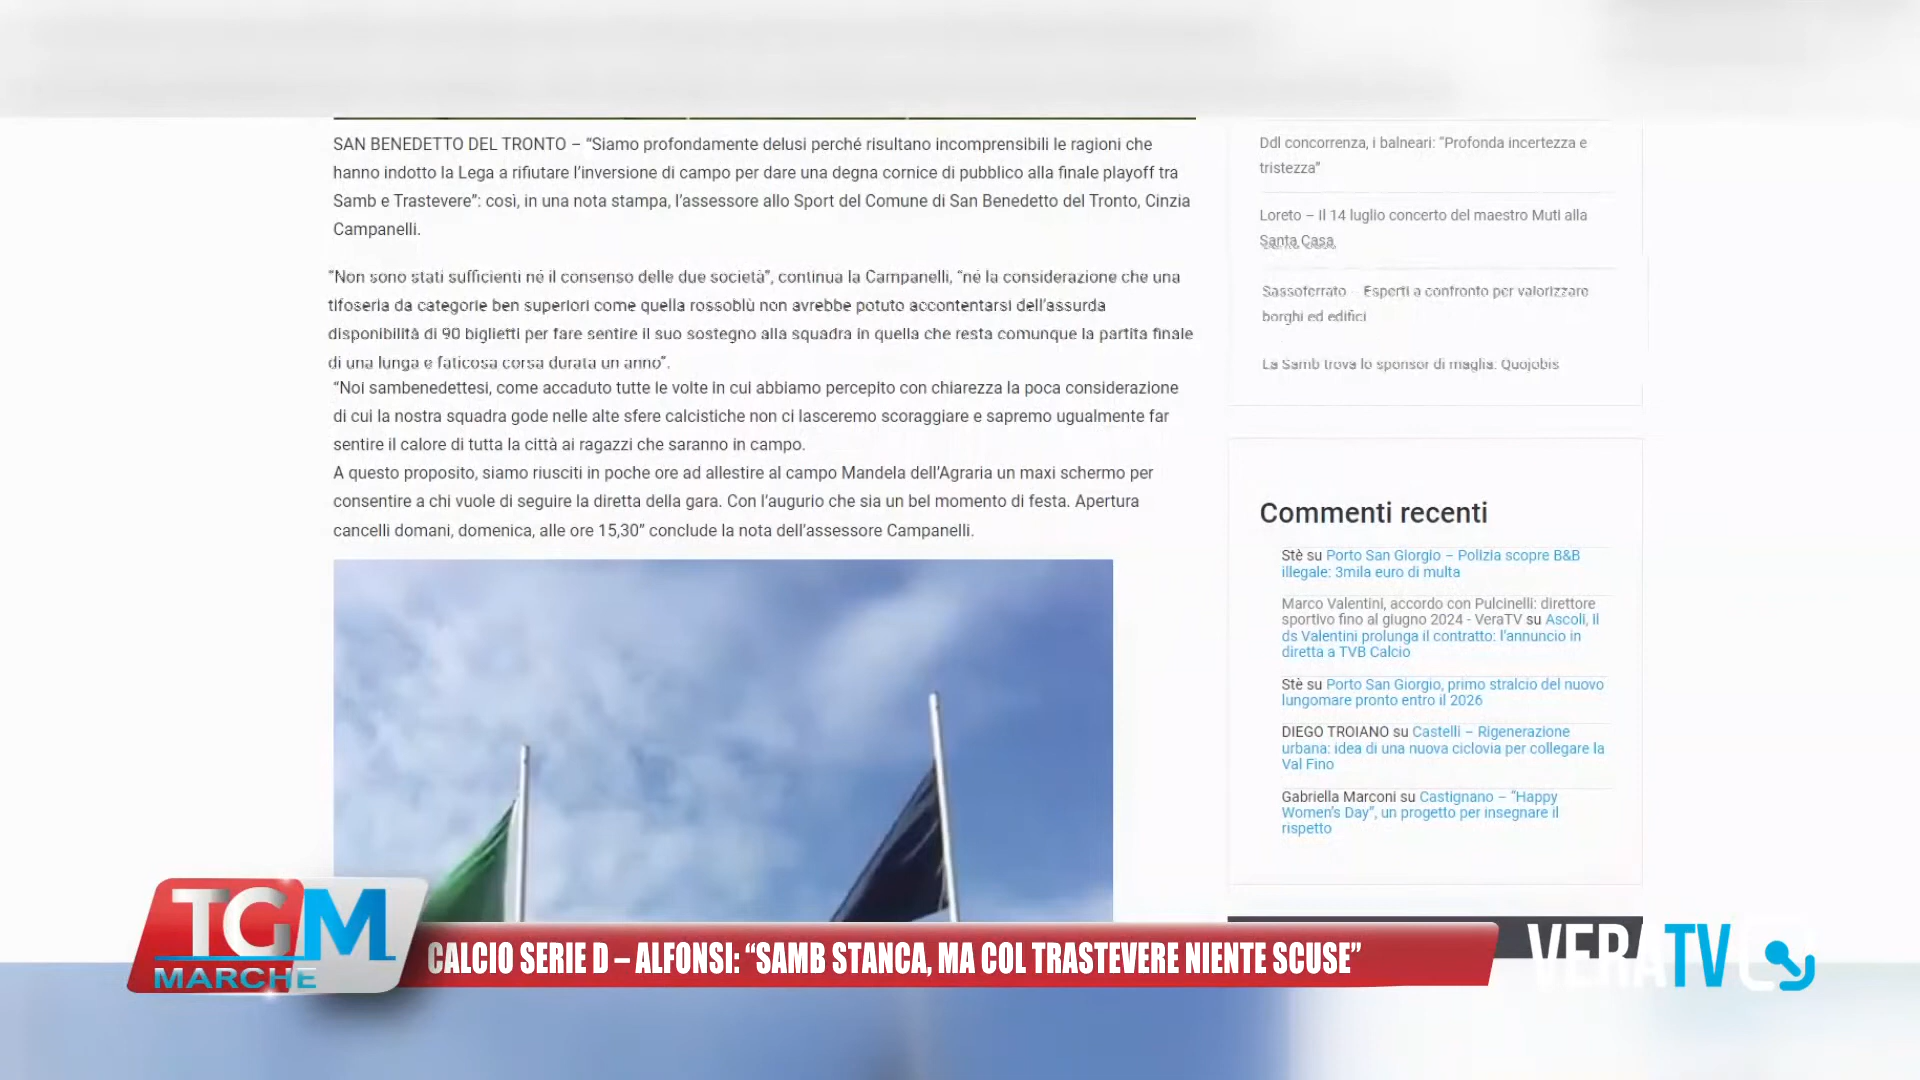 SAN BENEDETTO DEL TRONTO – “Siamo profondamente delusi perché risultano incomprensibili le ragioni che
hanno indotto la Lega a rifiutare l’inversione di campo per dare una degna cornice di pubblico alla finale playoff tra
Samb e Trastevere”: così, in una nota stampa, l’assessore allo Sport del Comune di San Benedetto del Tronto, Cinzia
Campanelli.
“Non sono stati sufficienti né il consenso delle due società”, continua la Campanelli, “né la considerazione che una
tifoseria da categorie ben superiori come quella rossoblù non avrebbe potuto accontentarsi dell’assurda
disponibilità di 90 biglietti per fare sentire il suo sostegno alla squadra in quella che resta comunque la partita finale
di una lunga e faticosa corsa durata un anno”.
“Noi sambenedettesi, come accaduto tutte le volte in cui abbiamo percepito con chiarezza la poca considerazione
di cui la nostra squadra gode nelle alte sfere calcistiche non ci lasceremo scoraggiare e sapremo ugualmente far
sentire il calore di tutta la città ai ragazzi che saranno in campo.
A questo proposito, siamo riusciti in poche ore ad allestire al campo Mandela dell’Agraria un maxi schermo per
consentire a chi vuole di seguire la diretta della gara. Con l’augurio che sia un bel momento di festa. Apertura
cancelli domani, domenica, alle ore 15,30” conclude la nota dell’assessore Campanelli.
Ddl concorrenza, i balneari: “Profonda incertezza e
tristezza”
Loreto – Il 14 luglio concerto del maestro Muti alla
Santa Casa
Sassoferrato – Esperti a confronto per valorizzare
borghi ed edifici
La Samb trova lo sponsor di maglia: Quojobis
Commenti recenti
Stè su Porto San Giorgio – Polizia scopre B&B
illegale: 3mila euro di multa
Marco Valentini, accordo con Pulcinelli: direttore
sportivo fino al giugno 2024 - VeraTV su Ascoli, il
ds Valentini prolunga il contratto: l’annuncio in
diretta a TVB Calcio
Stè su Porto San Giorgio, primo stralcio del nuovo
lungomare pronto entro il 2026
DIEGO TROIANO su Castelli – Rigenerazione
urbana: idea di una nuova ciclovia per collegare la
Val Fino
Gabriella Marconi su Castignano – “Happy
Women’s Day”, un progetto per insegnare il
rispetto
TGM
MARCHE
CALCIO SERIE D – ALFONSI: “SAMB STANCA, MA COL TRASTEVERE NIENTE SCUSE”
VERATV